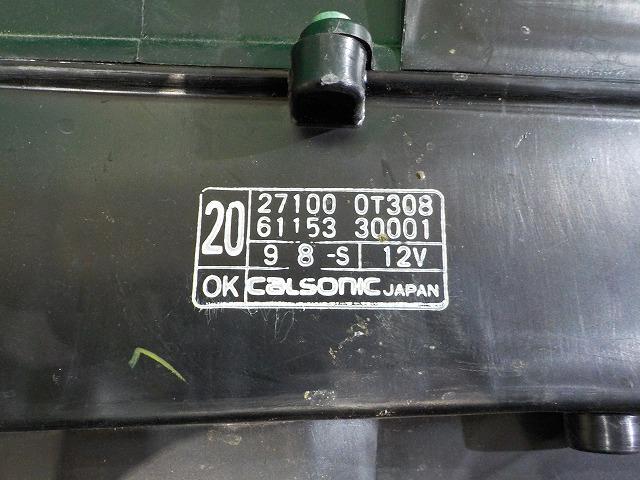 20
27100 0T308
61153 30001
9 8 -S 12V
OK CALSONIC JAPAN